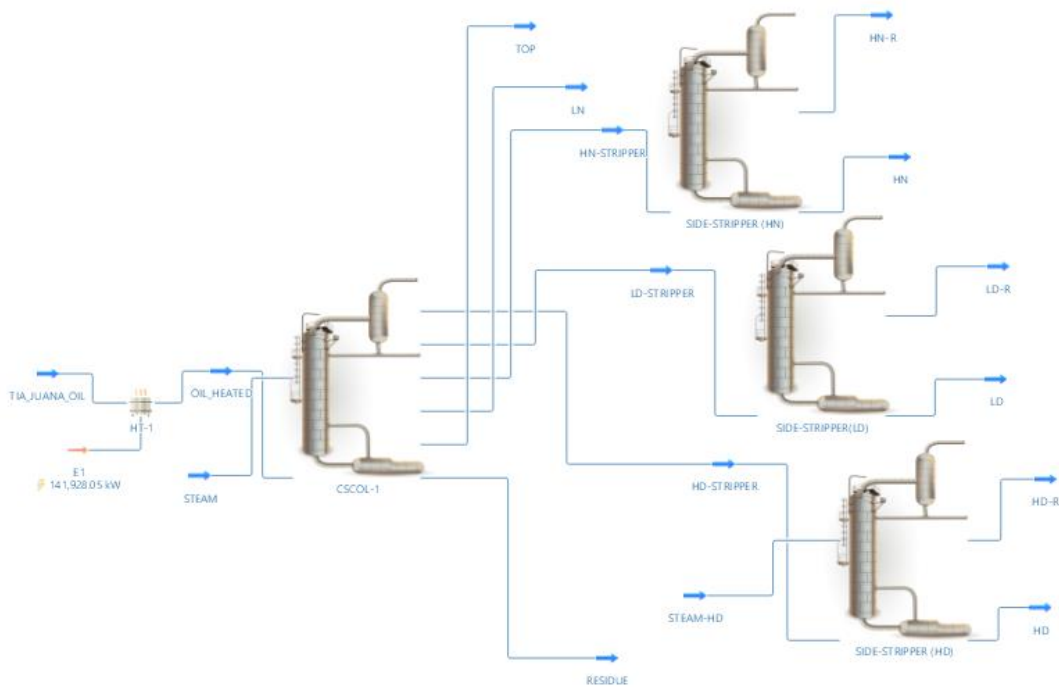 TOP
HN-R
LN
HN-STRIPPER
HN
SIDE-STRIPPER (HN)
LD-STRIPPER
LD-R
TIA_JUANA_OIL
OIL_HEATED
HT-1
LD
SIDE-STRIPPER(LD)
E1
141,928.05 kW
STEAM
CSCOL-1
HD-STRIPPER
HD-R
STEAM-HD
HD
SIDE-STRIPPER (HD)
RESIDUE